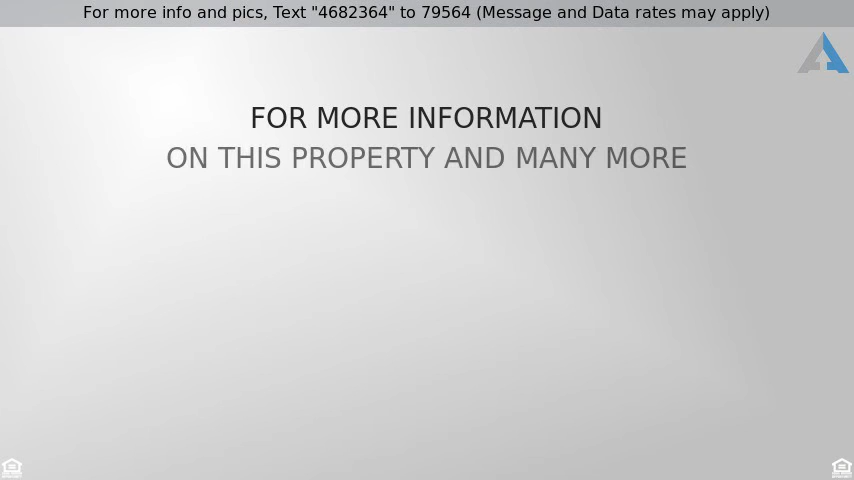 For more info and pics, Text "4682364" to 79564 (Message and Data rates may apply)
FOR MORE INFORMATION
ON THIS PROPERTY AND MANY MORE